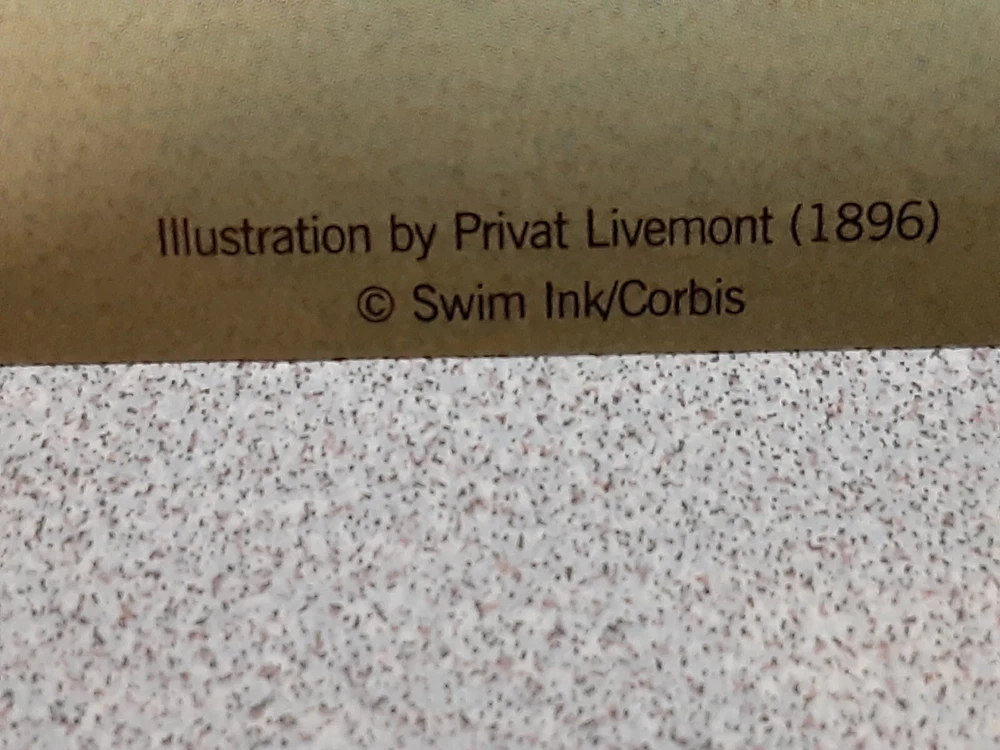 Illustration by Privat Livemont (1896)
© Swim Ink/Corbis